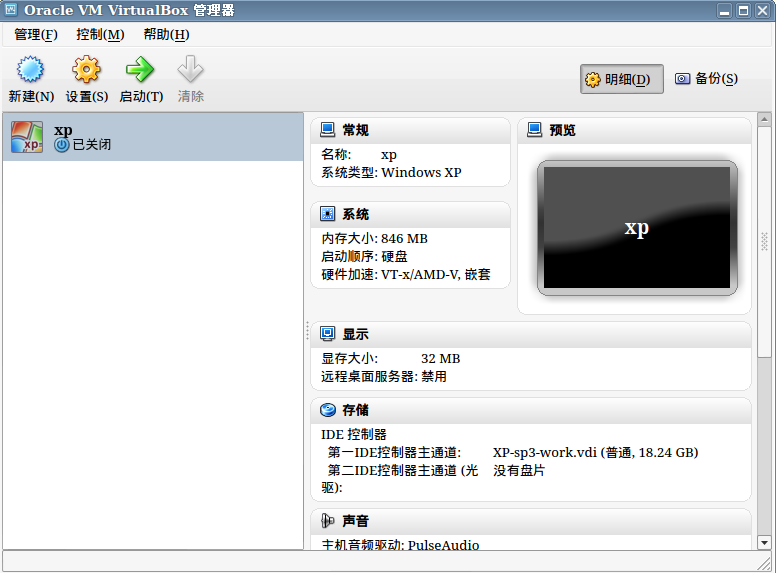 Oracle VM VirtualBox 管理器
管理(F) 控制(M) 帮助(H)
新建(N) 设置(S) 启动(T) 清除
明细(D) 备份(S)
xp
xp
已关闭
常规
名称: xp
系统类型: Windows XP
预览
xp
系统
内存大小: 846 MB
启动顺序: 硬盘
硬件加速: VT-x/AMD-V, 嵌套
显示
显存大小: 32 MB
远程桌面服务器: 禁用
存储
IDE 控制器
第一IDE控制器主通道: XP-sp3-work.vdi (普通, 18.24 GB)
第二IDE控制器主通道 (光 没有盘片
驱):
声音
主机音频驱动: PulseAudio